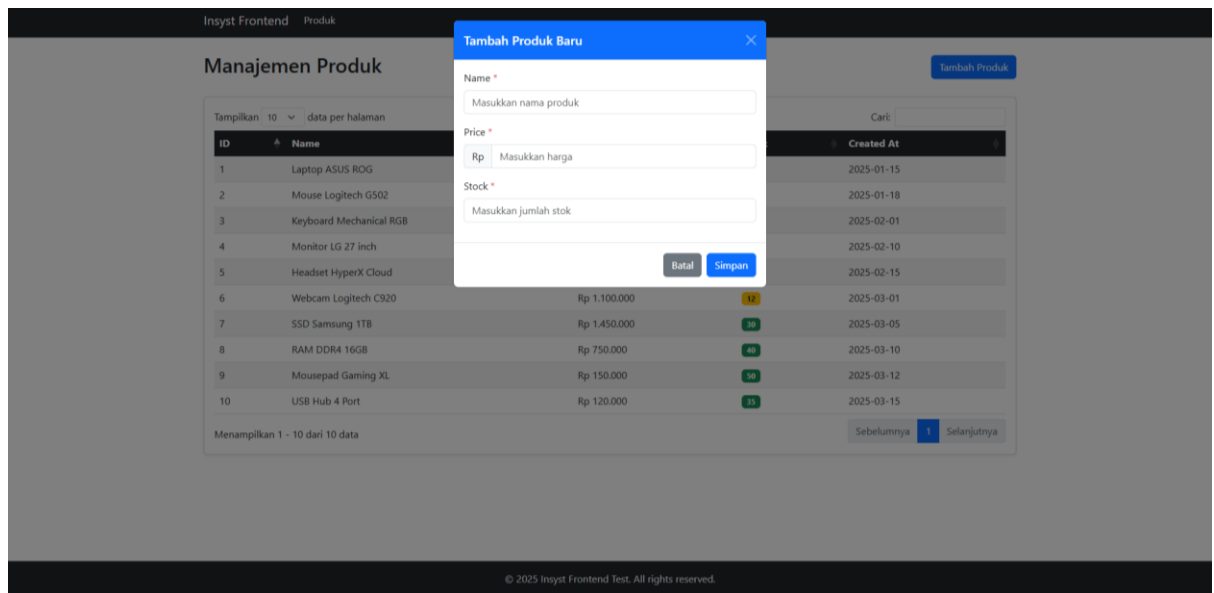 Insyst Frontend Produk
Tambah Produk Baru
Manajemen Produk
Tambah Produk
Name *
Masukkan nama produk
Price *
Rp Masukkan harga
Stock *
Masukkan jumlah stok
Batal Simpan
Tampilkan 10 data per halaman
Cari:
ID Name Created At
1 Laptop ASUS ROG 2025-01-15
2 Mouse Logitech G502 2025-01-18
3 Keyboard Mechanical RGB 2025-02-01
4 Monitor LG 27 inch 2025-02-10
5 Headset HyperX Cloud 2025-02-15
6 Webcam Logitech C920 Rp 1.100.000 12 2025-03-01
7 SSD Samsung 1TB Rp 1.450.000 30 2025-03-05
8 RAM DDR4 16GB Rp 750.000 40 2025-03-10
9 Mousepad Gaming XL Rp 150.000 50 2025-03-12
10 USB Hub 4 Port Rp 120.000 35 2025-03-15
Menampilkan 1 - 10 dari 10 data
Sebelumnya 1 Selanjutnya
© 2025 Insyst Frontend Test. All rights reserved.